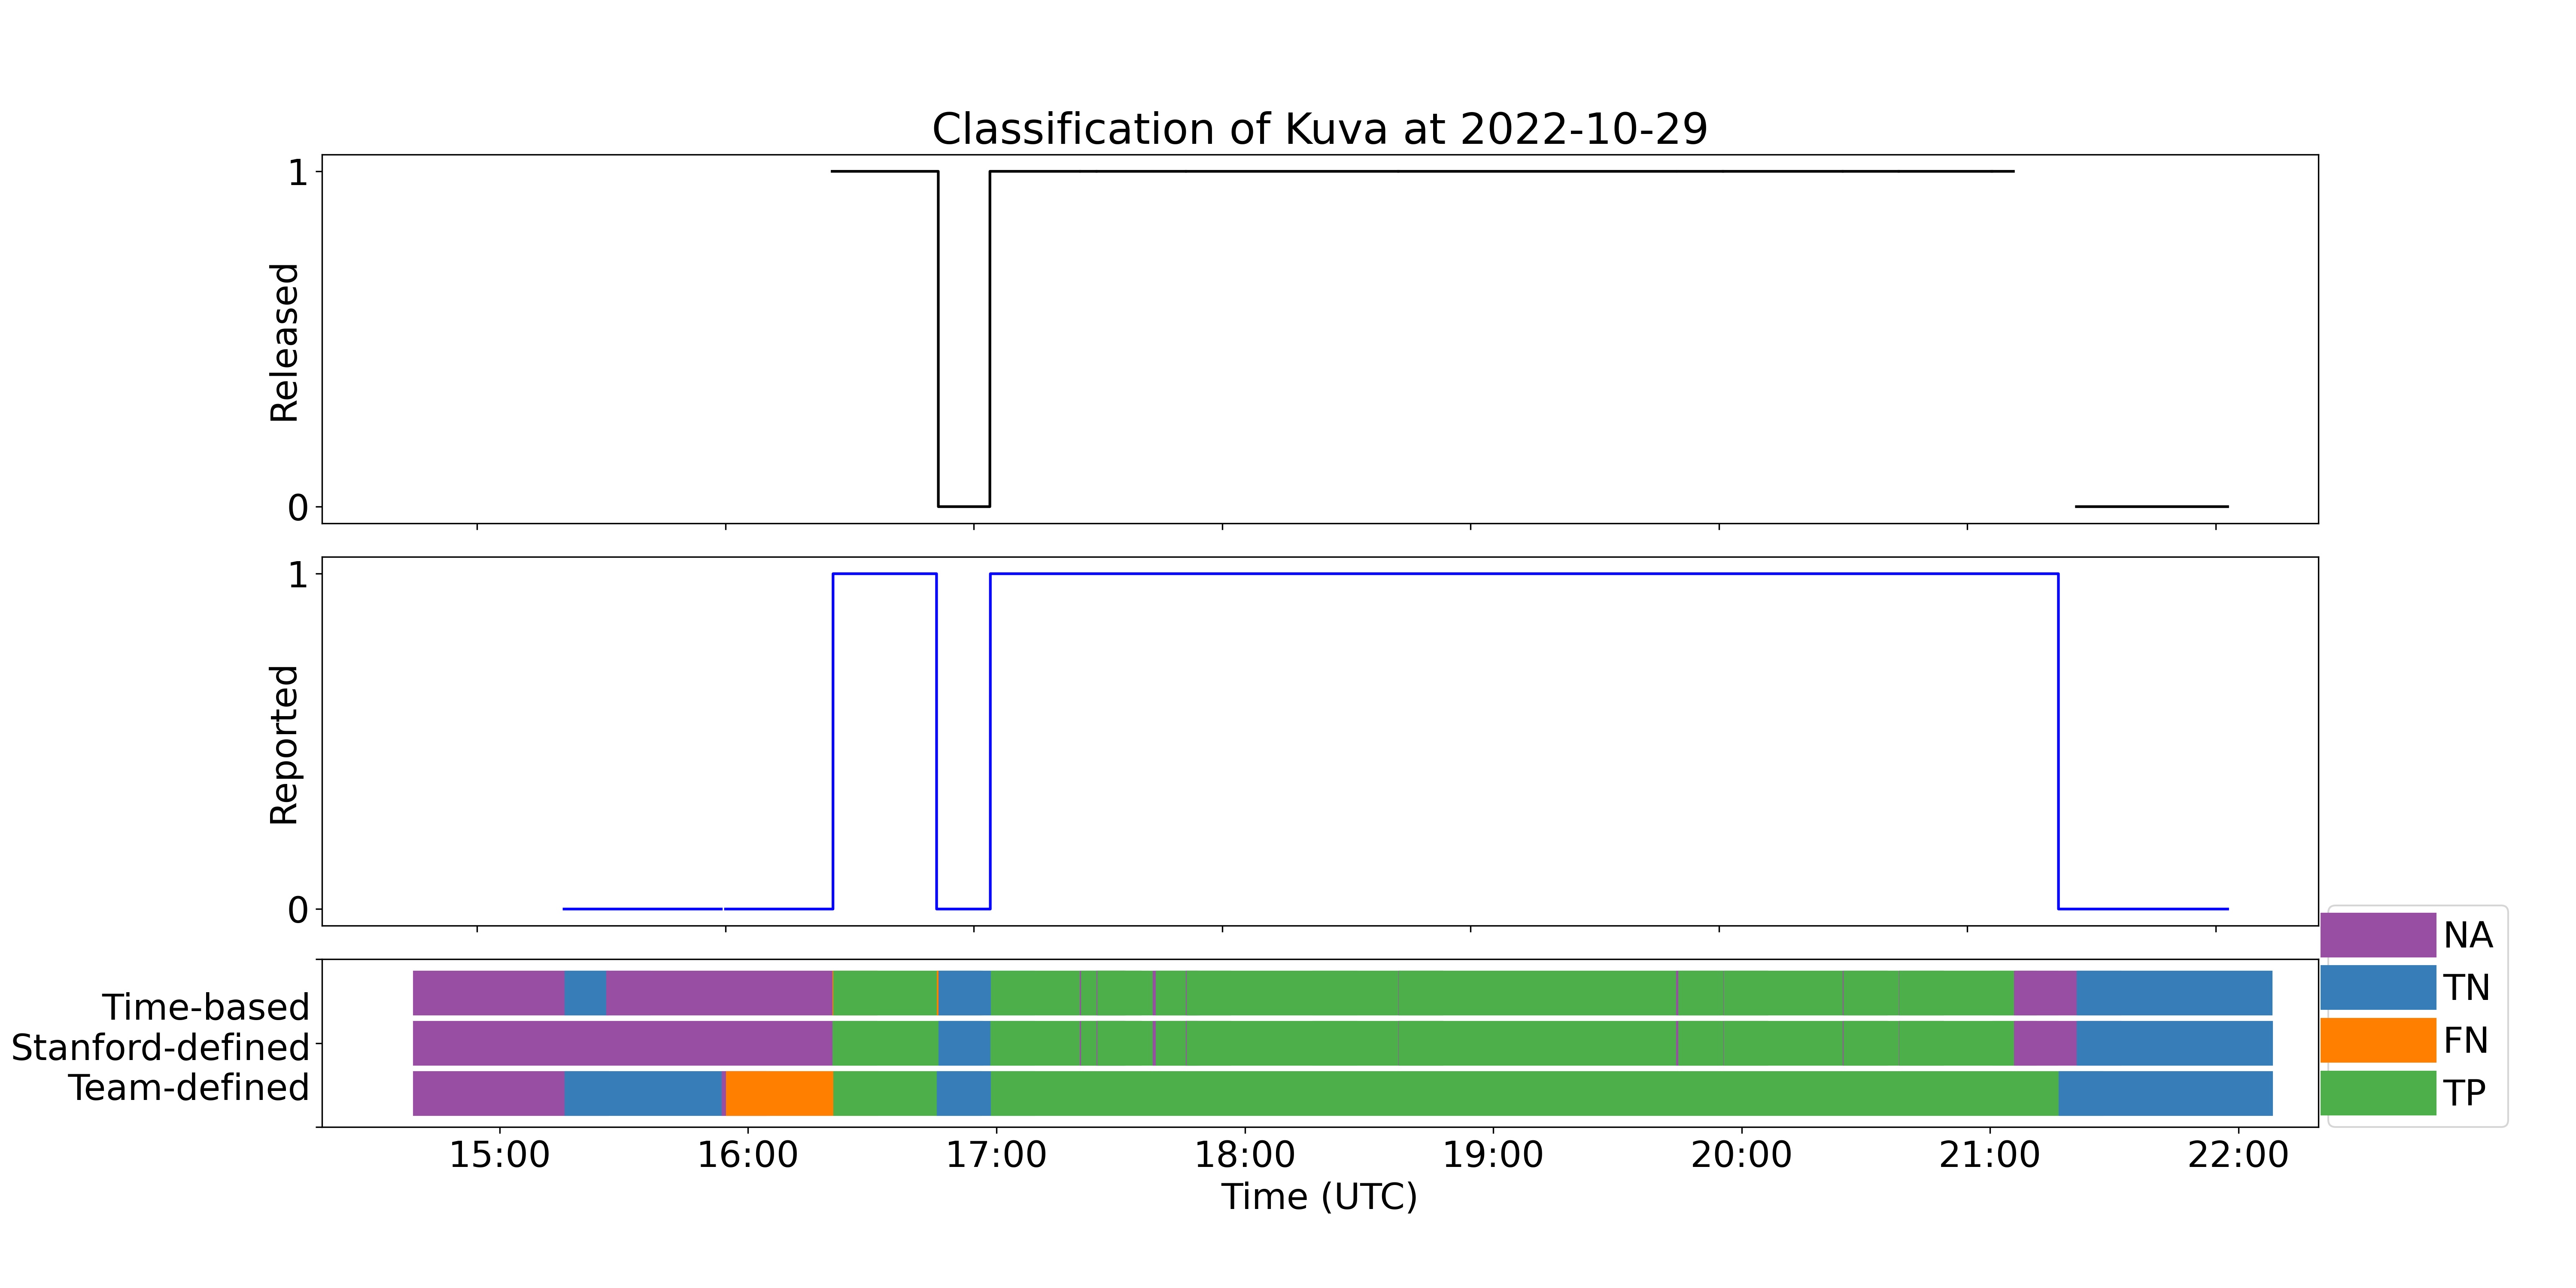 Classification of Kuva at 2022-10-29
1
Released
0
1
Reported
0
NA
TN
FN
TP
Time-based
Stanford-defined
Team-defined
15:00 16:00 17:00 18:00 19:00 20:00 21:00 22:00
Time (UTC)